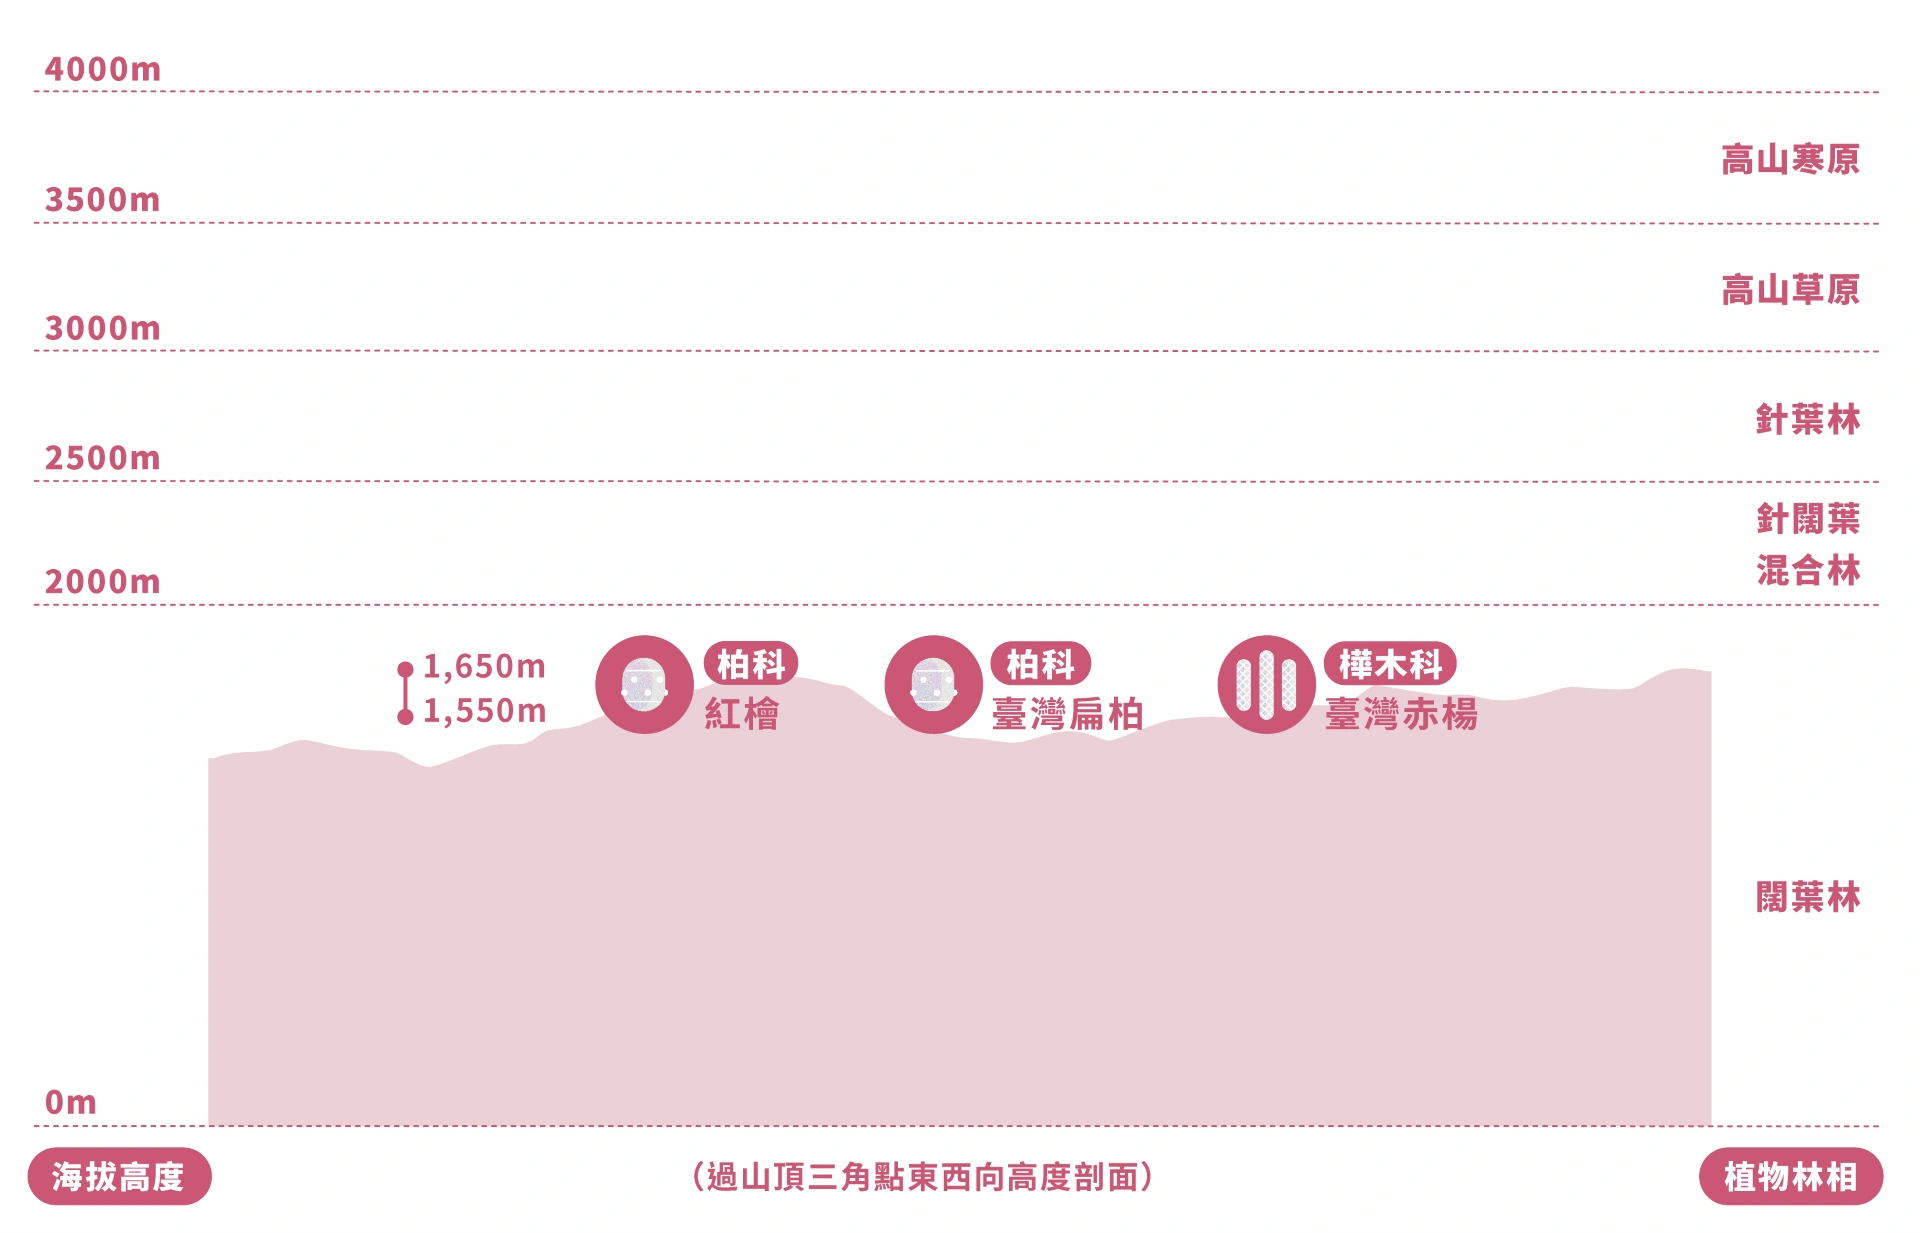 4000m
高山寒原
3500m
高山草原
3000m
針葉林
2500m
針闊葉
混合林
2000m
1,650m
1,550m
柏科
紅檜
柏科
臺灣扁柏
樺木科
臺灣赤楊
闊葉林
0m
海拔高度
（過山頂三角點東西向高度剖面）
植物林相